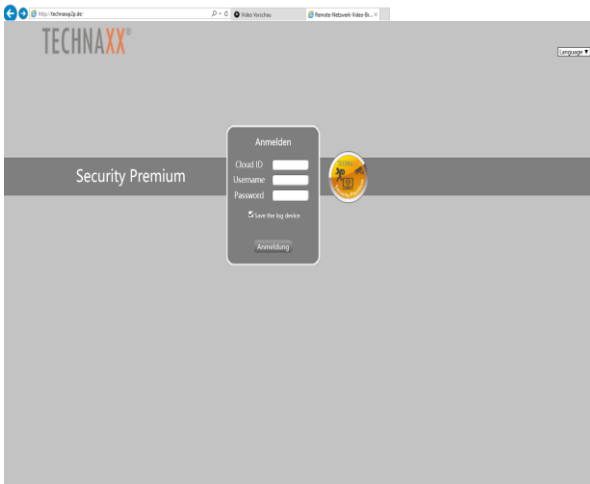 http://technaxxp2p.de/
Video Vorschau
Remote-Netzwerk-Video-Br...
TECHNAXX®
Language
Anmelden
Cloud ID
Security Premium
Username
Password
Save the log device
Anmeldung